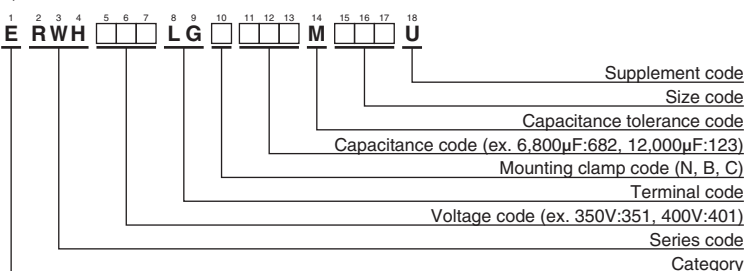 1 2 3 4 5 6 7 8 9 10 11 12 13 14 15 16 17 18
E RWH □□□ LG □ □□□ M □□□ U
Supplement code
Size code
Capacitance tolerance code
Capacitance code (ex. 6,800µF:682, 12,000µF:123)
Mounting clamp code (N, B, C)
Terminal code
Voltage code (ex. 350V:351, 400V:401)
Series code
Category